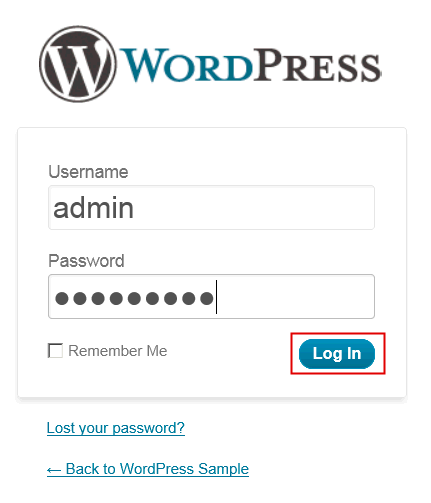 WORDPRESS
Username
admin
Password
●●●●●●●●●
Remember Me
Log In
Lost your password?
← Back to WordPress Sample